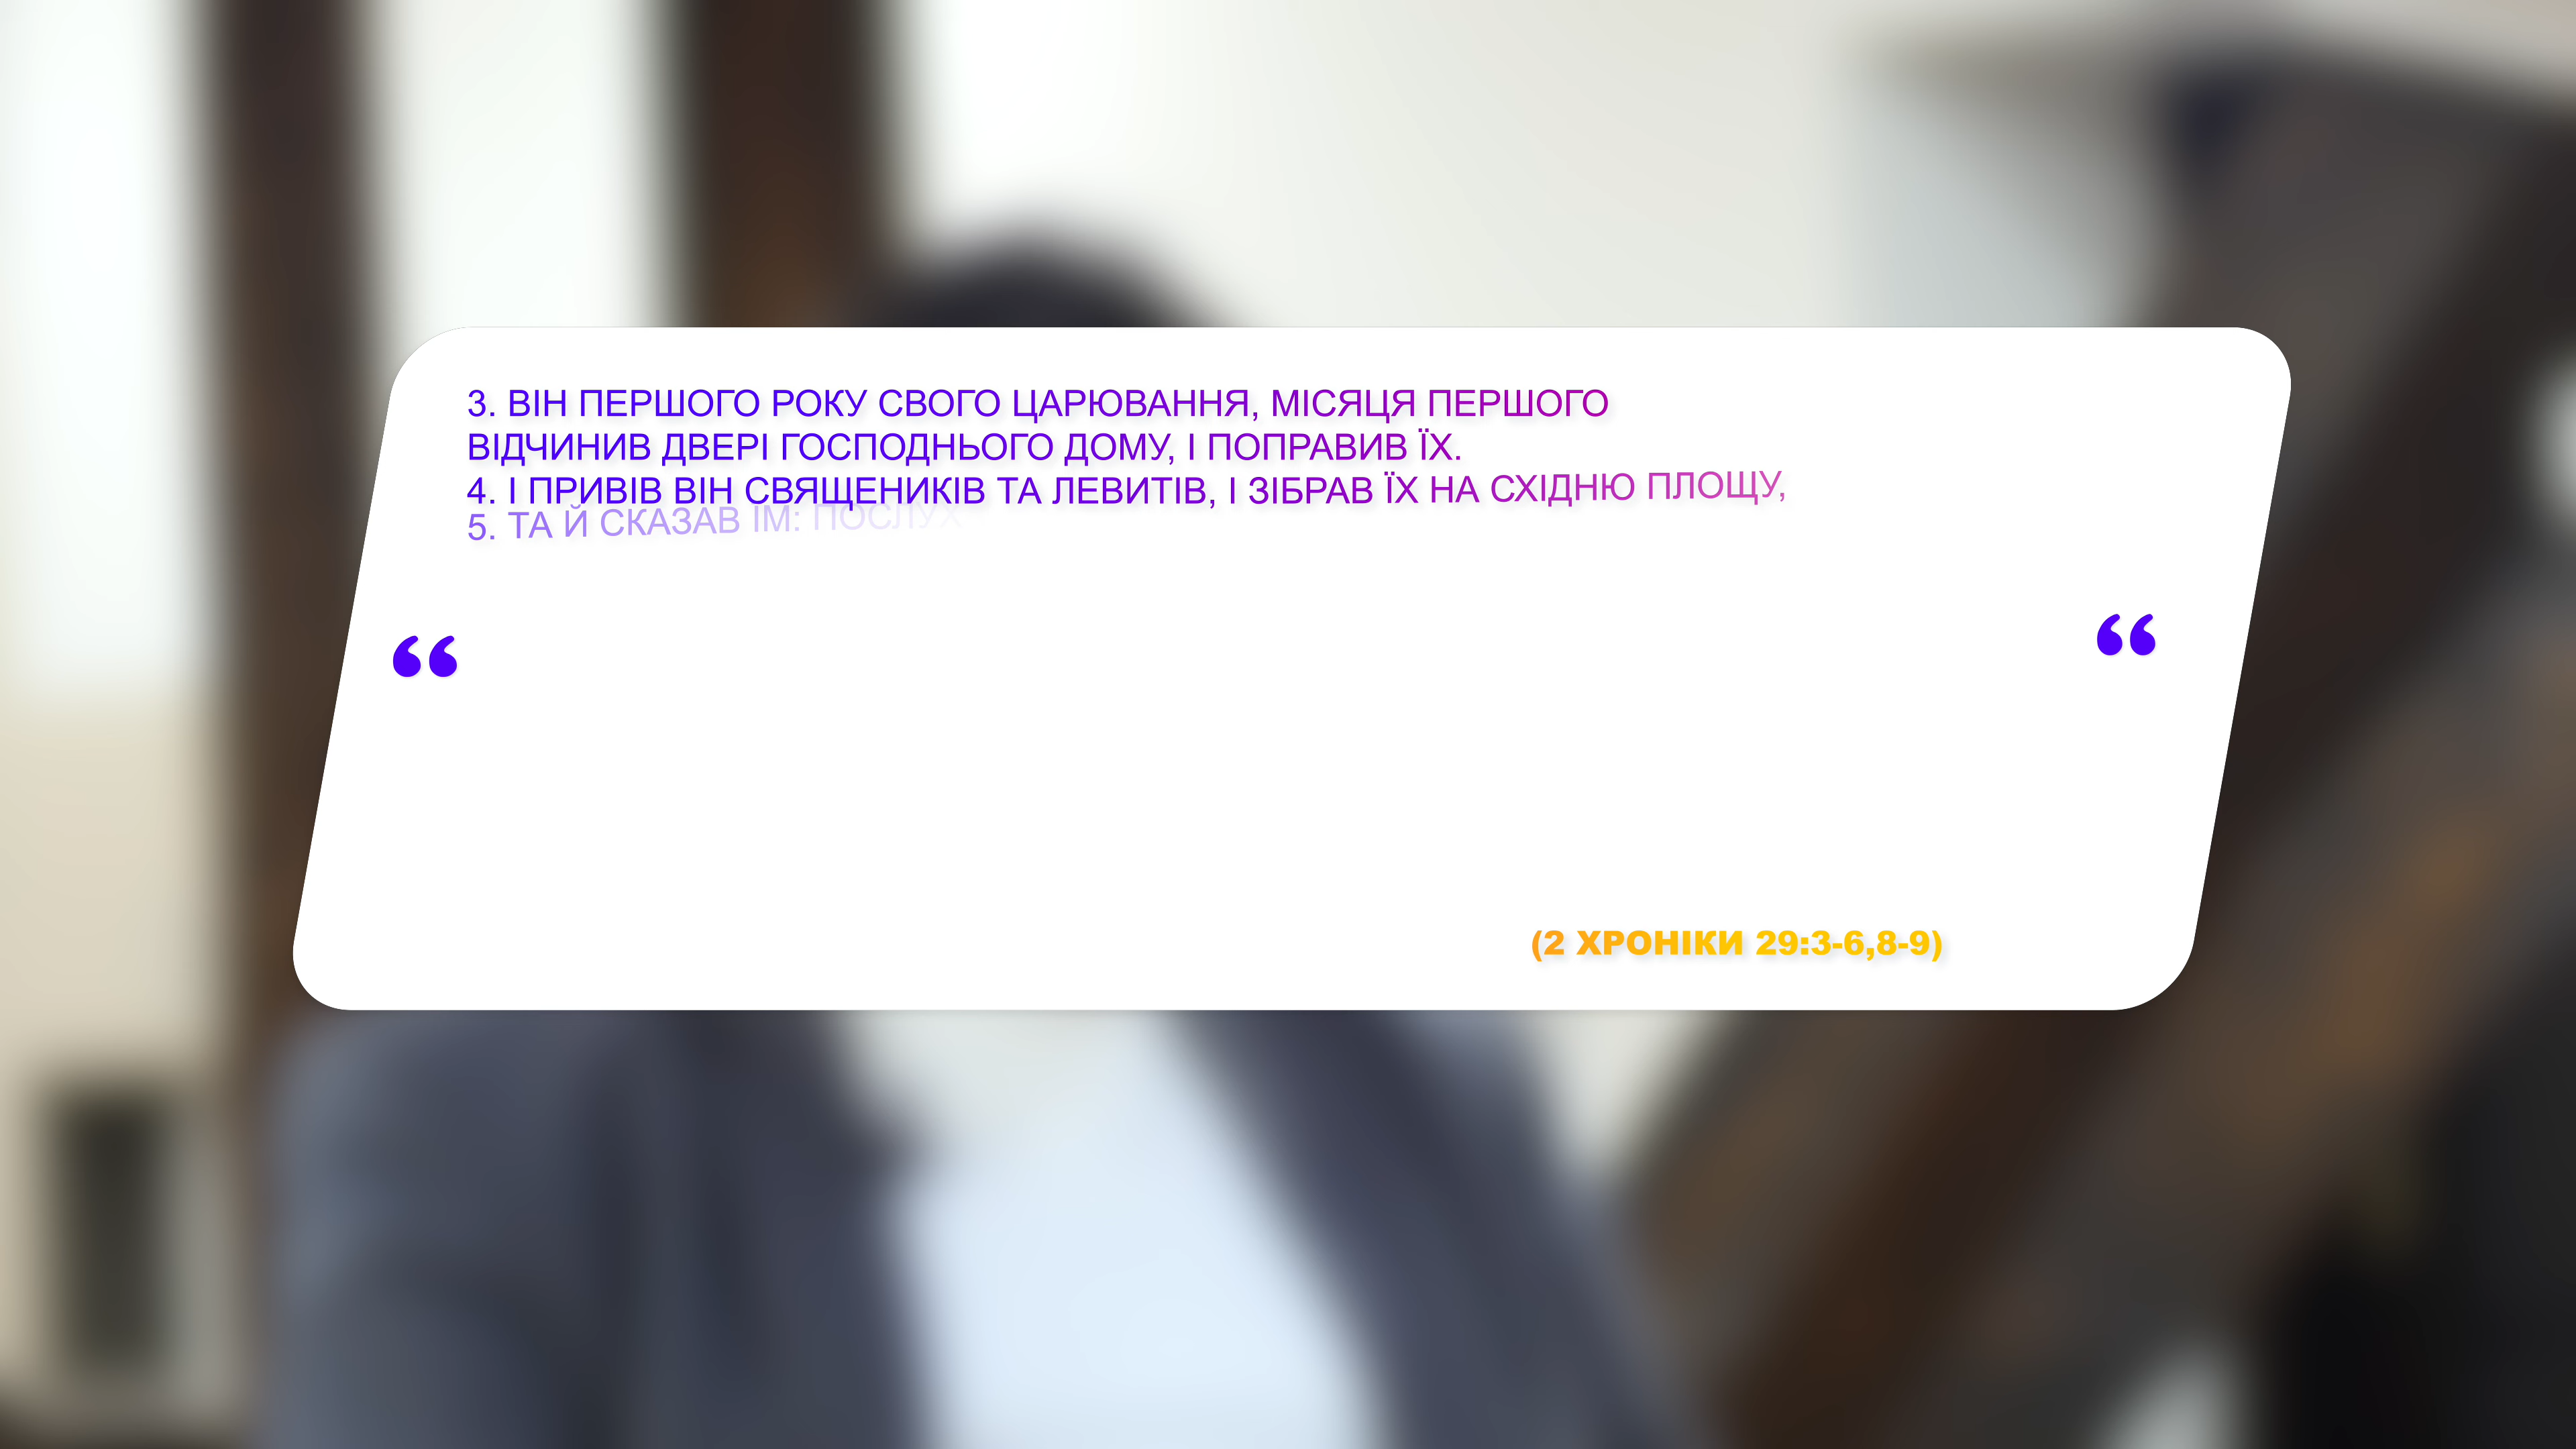 3. ВІН ПЕРШОГО РОКУ СВОГО ЦАРЮВАННЯ, МІСЯЦЯ ПЕРШОГО
ВІДЧИНИВ ДВЕРІ ГОСПОДНЬОГО ДОМУ, І ПОПРАВИВ ЇХ.
4. І ПРИВІВ ВІН СВЯЩЕНИКІВ ТА ЛЕВИТІВ, І ЗІБРАВ ЇХ НА СХІДНЮ ПЛОЩУ,
5. ТА Й СКАЗАВ ЇМ: ПОСЛУХ
(2 ХРОНІКИ 29:3-6,8-9)